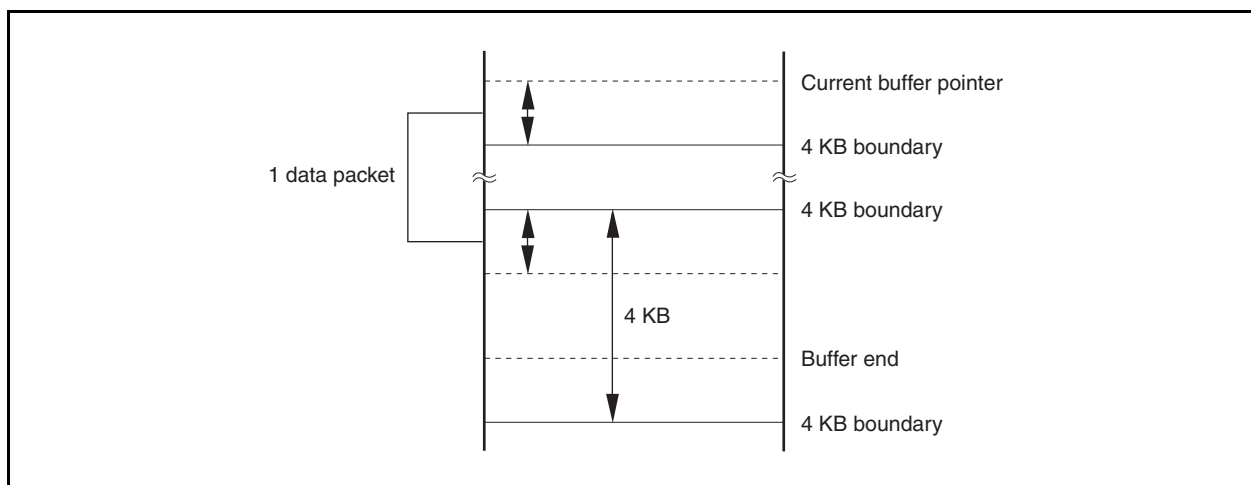 Current buffer pointer
4 KB boundary
1 data packet
4 KB boundary
4 KB
Buffer end
4 KB boundary